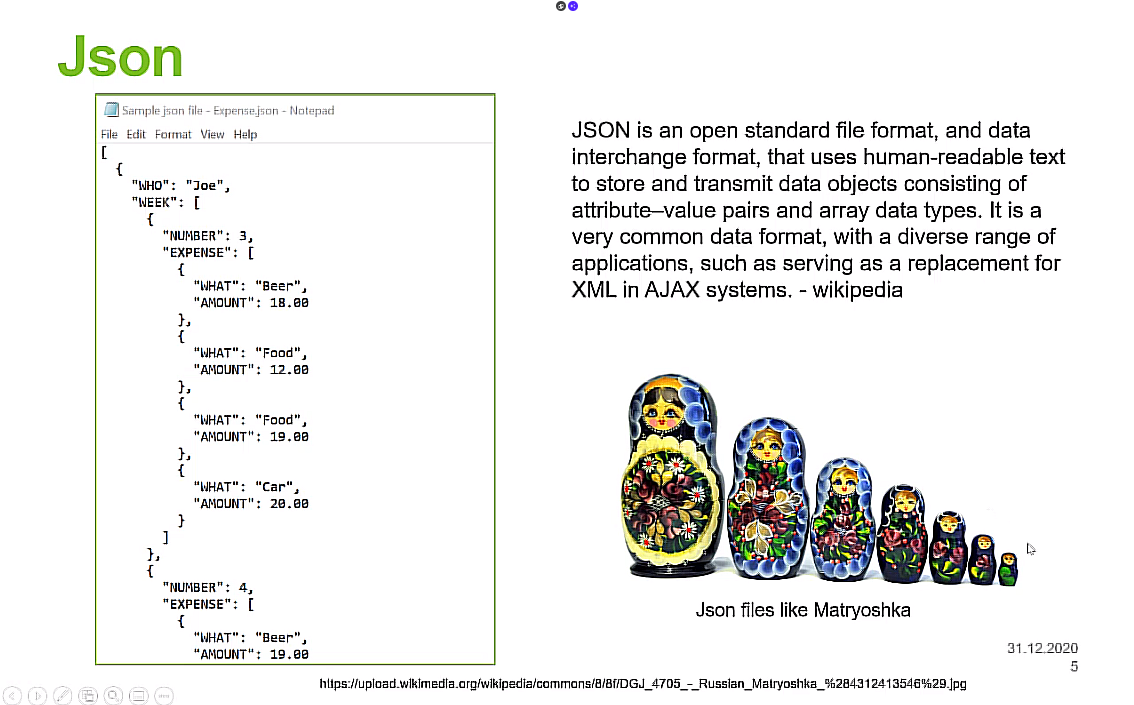 Json
Sample json file - Expense.json - Notepad
File Edit Format View Help
[
{
"WHO": "Joe",
"WEEK": [
{
"NUMBER": 3,
"EXPENSE": [
{
"WHAT": "Beer",
"AMOUNT": 18.00
},
{
"WHAT": "Food",
"AMOUNT": 12.00
},
{
"WHAT": "Food",
"AMOUNT": 19.00
},
{
"WHAT": "Car",
"AMOUNT": 20.00
}
]
},
{
"NUMBER": 4,
"EXPENSE": [
{
"WHAT": "Beer",
"AMOUNT": 19.00
JSON is an open standard file format, and data
interchange format, that uses human-readable text
to store and transmit data objects consisting of
attribute–value pairs and array data types. It is a
very common data format, with a diverse range of
applications, such as serving as a replacement for
XML in AJAX systems. - wikipedia
Json files like Matryoshka
31.12.2020
5
https://upload.wikimedia.org/wikipedia/commons/8/8f/DGJ_4705_-_Russian_Matryoshka_%284312413546%29.jpg